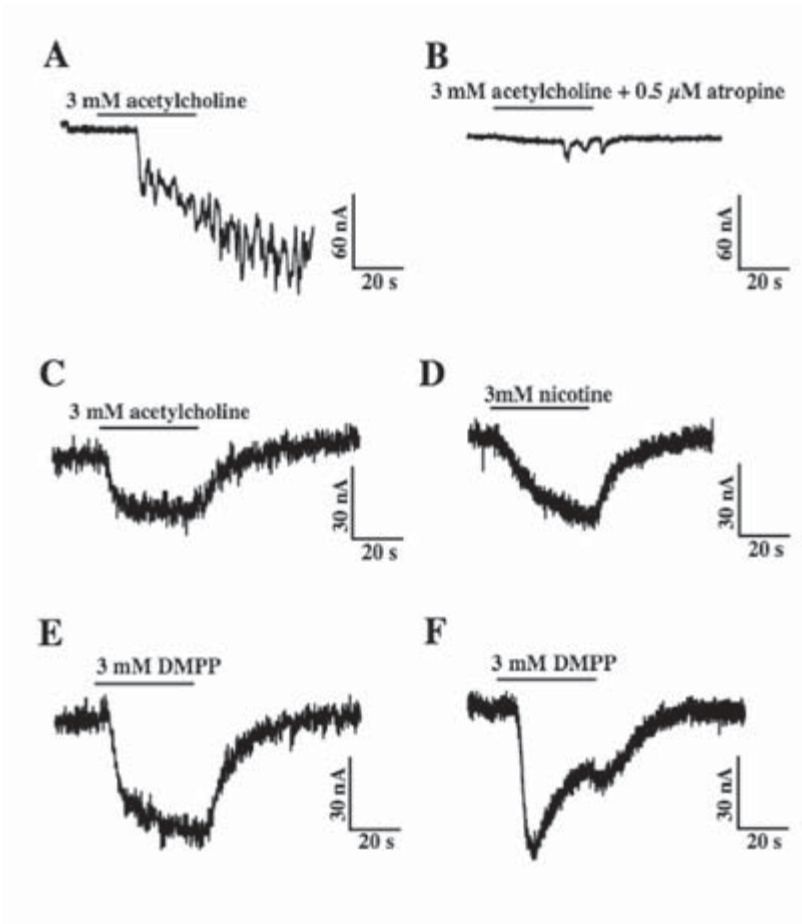 A
3 mM acetylcholine
60 nA
20 s
B
3 mM acetylcholine + 0.5 µM atropine
60 nA
20 s
C
3 mM acetylcholine
30 nA
20 s
D
3mM nicotine
30 nA
20 s
E
3 mM DMPP
30 nA
20 s
F
3 mM DMPP
30 nA
20 s